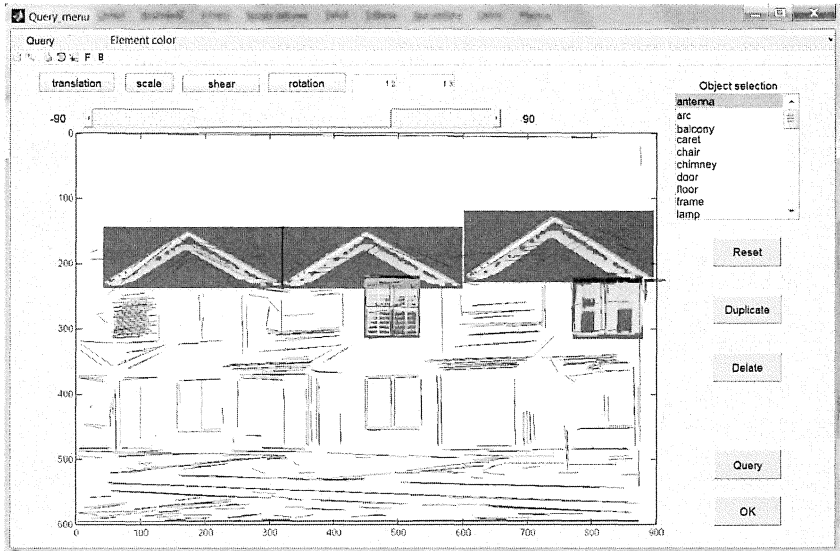 Query_menu
Query Element color
F B
translation scale shear rotation
-90 90
Object selection
antenna
arc
balcony
caret
chair
chimney
door
floor
frame
lamp
Reset
Duplicate
Delate
Query
OK
0
100
200
300
400
500
600
0 100 200 300 400 500 600 700 800 900